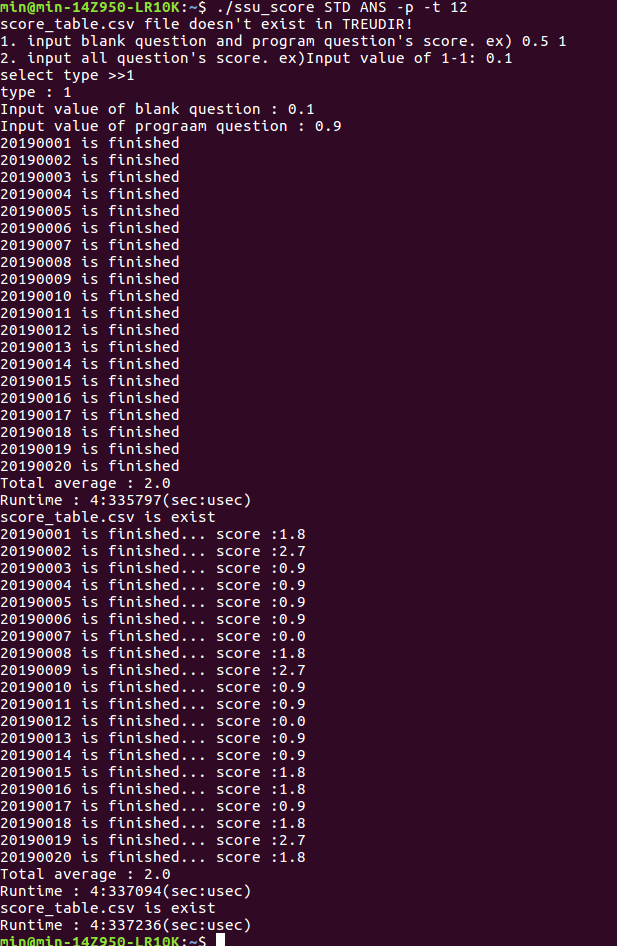 min@min-14Z950-LR10K:~$ ./ssu_score STD ANS -p -t 12
score_table.csv file doesn't exist in TREUDIR!
1. input blank question and program question's score. ex) 0.5 1
2. input all question's score. ex)Input value of 1-1: 0.1
select type >>1
type : 1
Input value of blank question : 0.1
Input value of prograam question : 0.9
20190001 is finished
20190002 is finished
20190003 is finished
20190004 is finished
20190005 is finished
20190006 is finished
20190007 is finished
20190008 is finished
20190009 is finished
20190010 is finished
20190011 is finished
20190012 is finished
20190013 is finished
20190014 is finished
20190015 is finished
20190016 is finished
20190017 is finished
20190018 is finished
20190019 is finished
20190020 is finished
Total average : 2.0
Runtime : 4:335797(sec:usec)
score_table.csv is exist
20190001 is finished... score :1.8
20190002 is finished... score :2.7
20190003 is finished... score :0.9
20190004 is finished... score :0.9
20190005 is finished... score :0.9
20190006 is finished... score :0.9
20190007 is finished... score :0.0
20190008 is finished... score :1.8
20190009 is finished... score :2.7
20190010 is finished... score :0.9
20190011 is finished... score :0.9
20190012 is finished... score :0.0
20190013 is finished... score :0.9
20190014 is finished... score :0.9
20190015 is finished... score :1.8
20190016 is finished... score :1.8
20190017 is finished... score :0.9
20190018 is finished... score :1.8
20190019 is finished... score :2.7
20190020 is finished... score :1.8
Total average : 2.0
Runtime : 4:337094(sec:usec)
score_table.csv is exist
Runtime : 4:337236(sec:usec)
min@min-14Z950-LR10K:~$